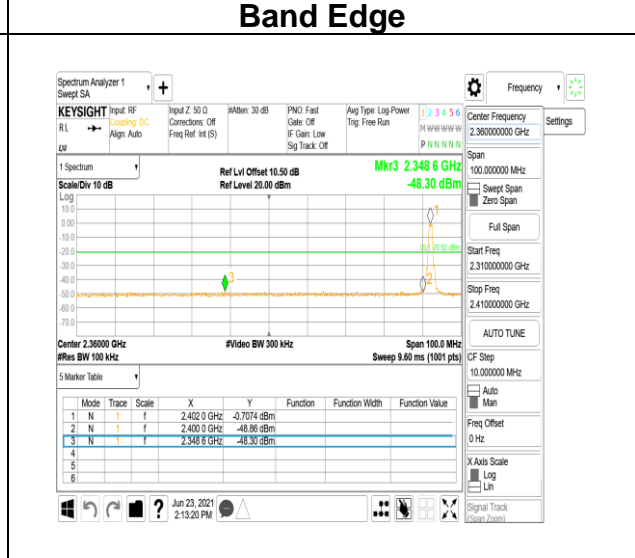 Band Edge
Spectrum Analyzer 1
Swept SA
+
Frequency
KEYSIGHT
RL
Input: RF
Coupling: DC
Align: Auto
Input Z: 50 Ω
Corrections: Off
Freq Ref: Int (S)
#Atten: 30 dB
PNO: Fast
Gate: Off
IF Gain: Low
Sig Track: Off
Avg Type: Log-Power
Trig: Free Run
1 2 3 4 5 6
M W W W W W
P N N N N N
Settings
Center Frequency
2.360000000 GHz
Span
100.000000 MHz
Swept Span
Zero Span
Full Span
Start Freq
2.310000000 GHz
Stop Freq
2.410000000 GHz
AUTO TUNE
CF Step
10.000000 MHz
Auto
Man
Freq Offset
0 Hz
X Axis Scale
Log
Lin
Signal Track
(Span Zoom)
1 Spectrum
Scale/Div 10 dB
Ref Lvl Offset 10.50 dB
Ref Level 20.00 dBm
Mkr3 2.348 6 GHz
-48.30 dBm
Log
10.0
0.00
-10.0
-20.0
-30.0
-40.0
-50.0
-60.0
-70.0
1
2
3
Center 2.36000 GHz
#Res BW 100 kHz
#Video BW 300 kHz
Span 100.0 MHz
Sweep 9.60 ms (1001 pts)
5 Marker Table
Mode Trace Scale X Y Function Function Width Function Value
1 N 1 f 2.402 0 GHz -0.7074 dBm
2 N 1 f 2.400 0 GHz -48.86 dBm
3 N 1 f 2.348 6 GHz -48.30 dBm
4
5
6
?
Jun 23, 2021
2:13:20 PM